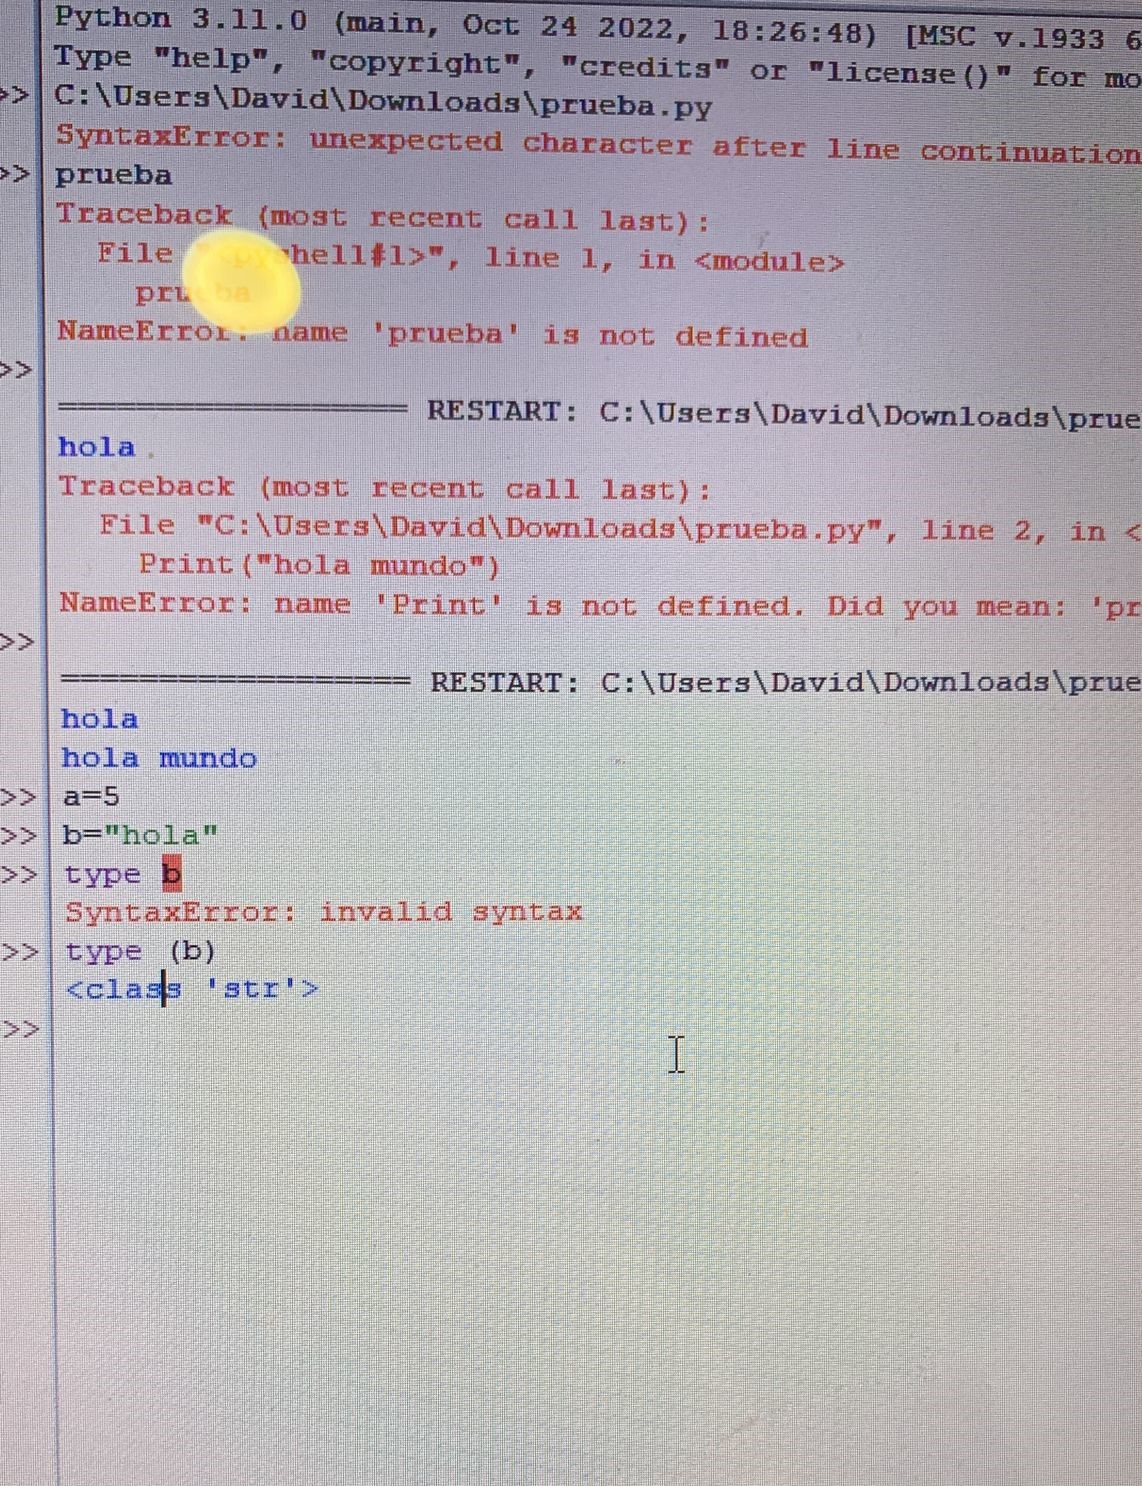 Python 3.11.0 (main, Oct 24 2022, 18:26:48) [MSC v.1933 6
Type "help", "copyright", "credits" or "license()" for mo
>> C:\Users\David\Downloads\prueba.py
SyntaxError: unexpected character after line continuation
>> prueba
Traceback (most recent call last):
File "<pyshell#1>", line 1, in <module>
prueba
NameError: name 'prueba' is not defined
>>
=================== RESTART: C:\Users\David\Downloads\prue
hola
Traceback (most recent call last):
File "C:\Users\David\Downloads\prueba.py", line 2, in <
Print("hola mundo")
NameError: name 'Print' is not defined. Did you mean: 'pr
>>
=================== RESTART: C:\Users\David\Downloads\prue
hola
hola mundo
>> a=5
>> b="hola"
>> type b
SyntaxError: invalid syntax
>> type (b)
<class 'str'>
>>